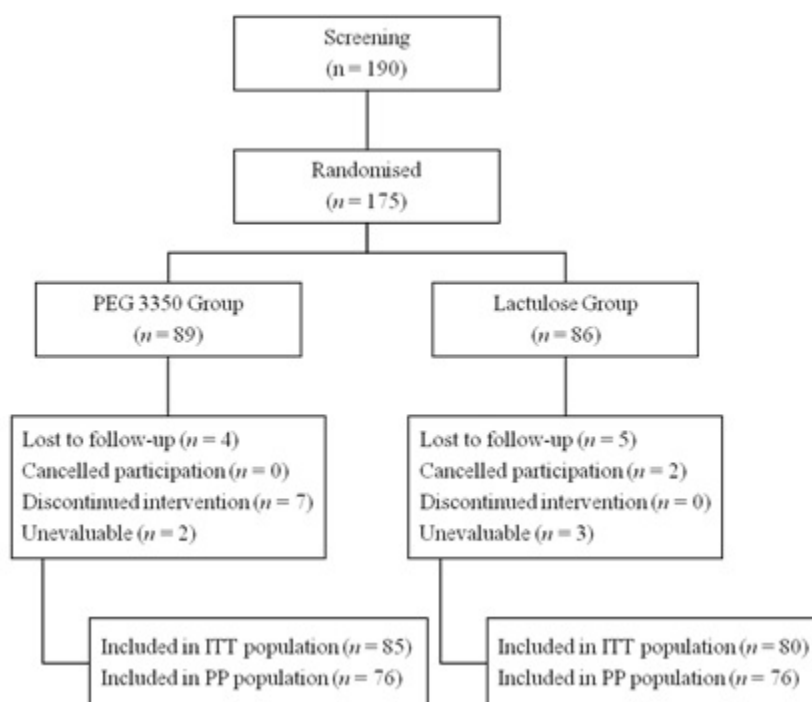 Screening
(n = 190)
Randomised
(n = 175)
PEG 3350 Group
(n = 89)
Lactulose Group
(n = 86)
Lost to follow-up (n = 4)
Cancelled participation (n = 0)
Discontinued intervention (n = 7)
Unevaluable (n = 2)
Lost to follow-up (n = 5)
Cancelled participation (n = 2)
Discontinued intervention (n = 0)
Unevaluable (n = 3)
Included in ITT population (n = 85)
Included in PP population (n = 76)
Included in ITT population (n = 80)
Included in PP population (n = 76)